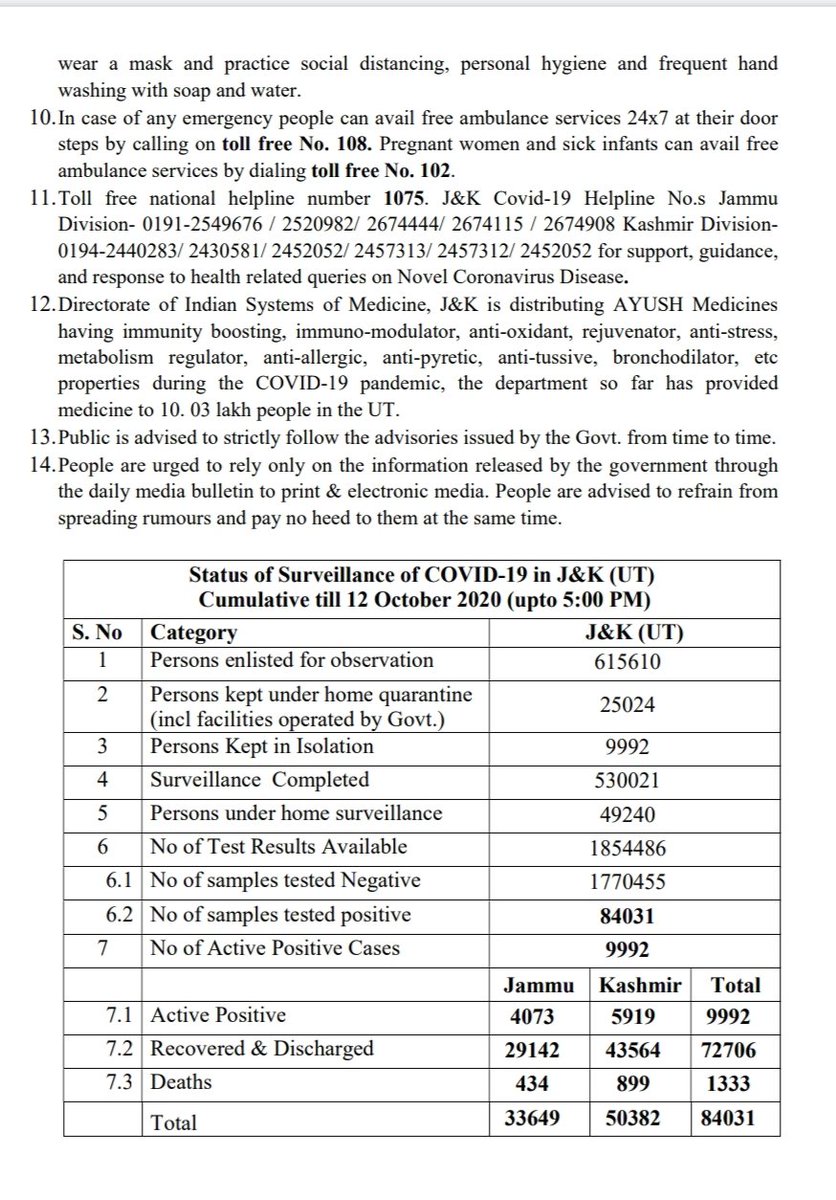 wear a mask and practice social distancing, personal hygiene and frequent hand
washing with soap and water.
10.In case of any emergency people can avail free ambulance services 24x7 at their door
steps by calling on toll free No. 108. Pregnant women and sick infants can avail free
ambulance services by dialing toll free No. 102.
11.Toll free national helpline number 1075. J&K Covid-19 Helpline No.s Jammu
Division- 0191-2549676 / 2520982/ 2674444/ 2674115 / 2674908 Kashmir Division-
0194-2440283/ 2430581/ 2452052/ 2457313/ 2457312/ 2452052 for support, guidance,
and response to health related queries on Novel Coronavirus Disease.
12.Directorate of Indian Systems of Medicine, J&K is distributing AYUSH Medicines
having immunity boosting, immuno-modulator, anti-oxidant, rejuvenator, anti-stress,
metabolism regulator, anti-allergic, anti-pyretic, anti-tussive, bronchodilator, etc
properties during the COVID-19 pandemic, the department so far has provided
medicine to 10. 03 lakh people in the UT.
13.Public is advised to strictly follow the advisories issued by the Govt. from time to time.
14.People are urged to rely only on the information released by the government through
the daily media bulletin to print & electronic media. People are advised to refrain from
spreading rumours and pay no heed to them at the same time.
Status of Surveillance of COVID-19 in J&K (UT)
Cumulative till 12 October 2020 (upto 5:00 PM)
S. No Category J&K (UT)
1 Persons enlisted for observation 615610
2 Persons kept under home quarantine
(incl facilities operated by Govt.) 25024
3 Persons Kept in Isolation 9992
4 Surveillance Completed 530021
5 Persons under home surveillance 49240
6 No of Test Results Available 1854486
6.1 No of samples tested Negative 1770455
6.2 No of samples tested positive 84031
7 No of Active Positive Cases 9992
Jammu Kashmir Total
7.1 Active Positive 4073 5919 9992
7.2 Recovered & Discharged 29142 43564 72706
7.3 Deaths 434 899 1333
Total 33649 50382 84031